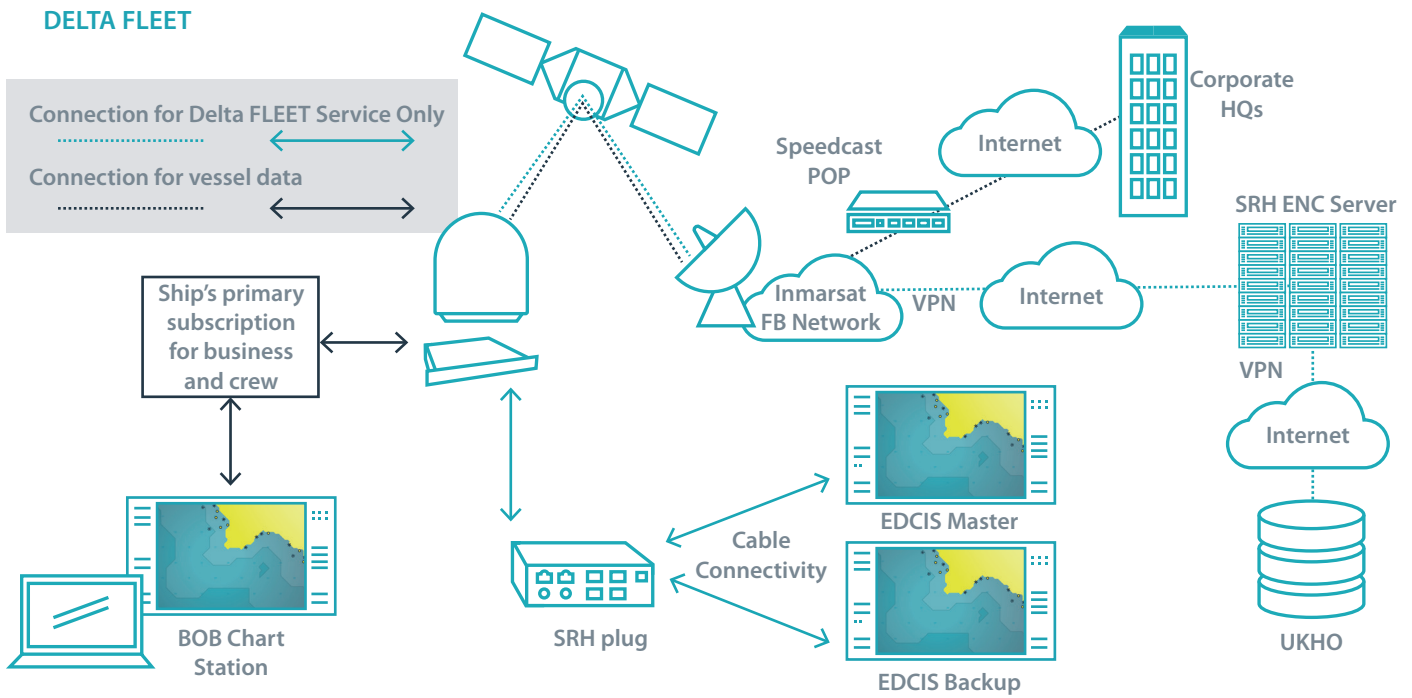 DELTA FLEET
Connection for Delta FLEET Service Only
Connection for vessel data
Corporate
HQs
Internet
Speedcast
POP
SRH ENC Server
Ship's primary
subscription
for business
and crew
Inmarsat
FB Network
VPN
Internet
VPN
Internet
EDCIS Master
Cable
Connectivity
BOB Chart
Station
SRH plug
UKHO
EDCIS Backup